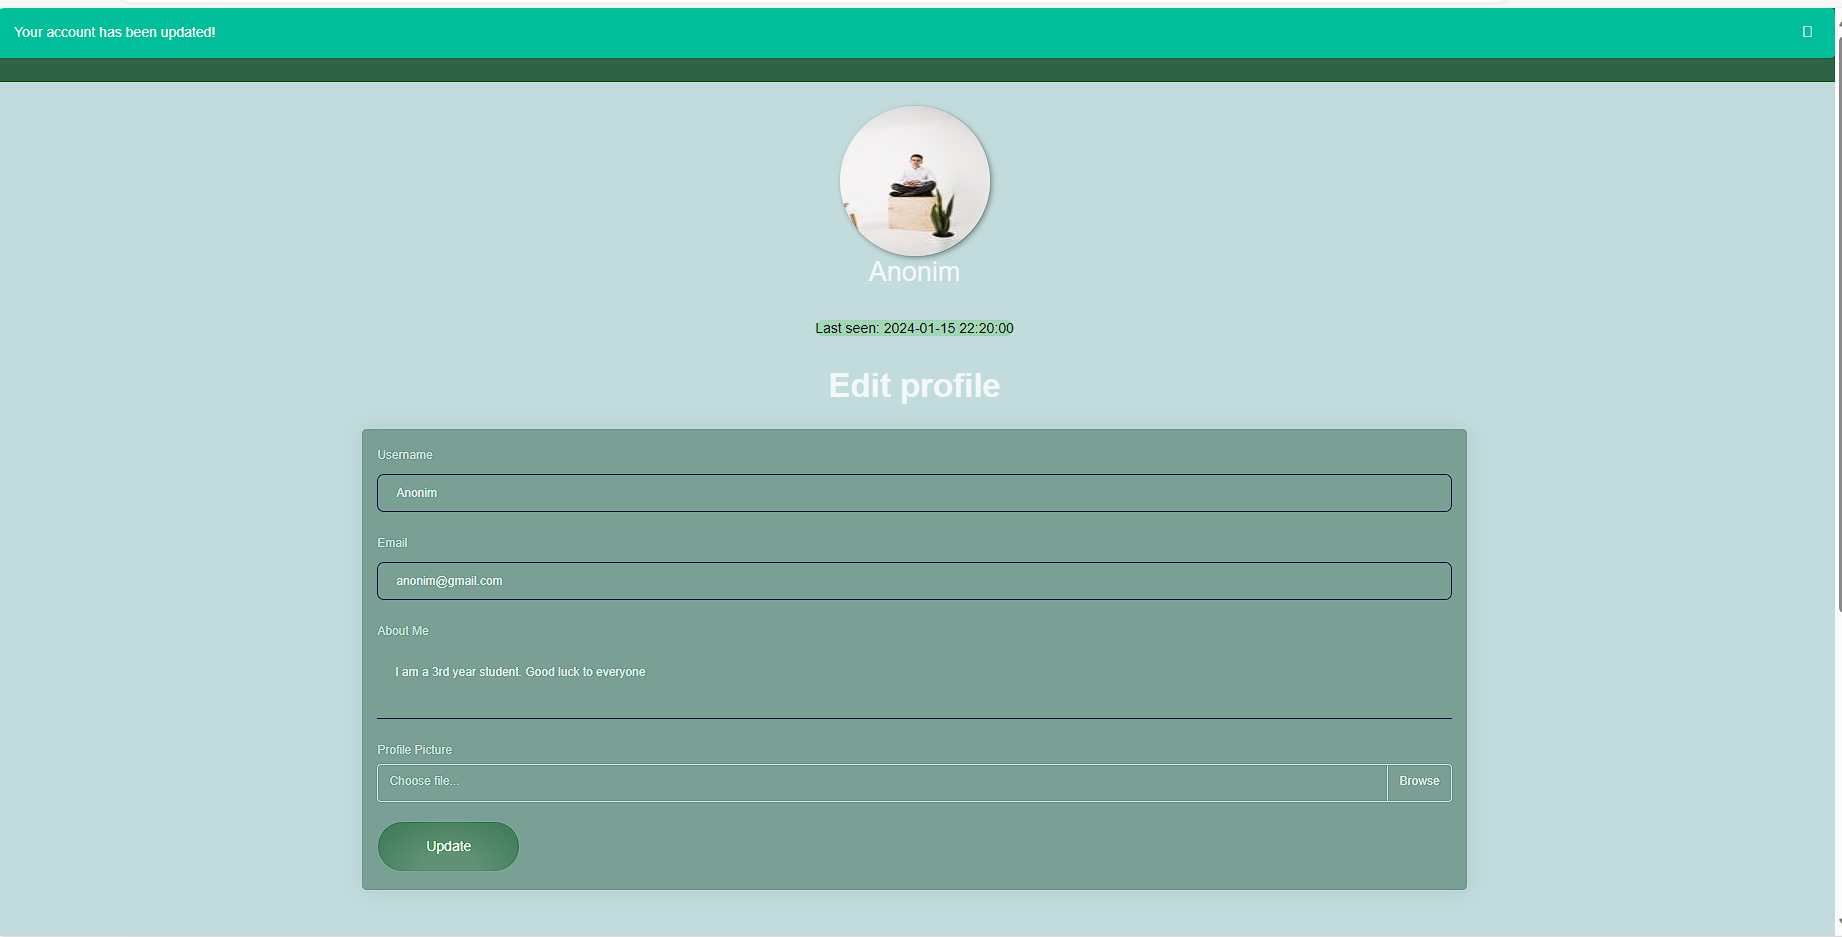 Your account has been updated!
Anonim
Last seen: 2024-01-15 22:20:00
Edit profile
Username
Anonim
Email
anonim@gmail.com
About Me
I am a 3rd year student. Good luck to everyone
Profile Picture
Choose file...
Browse
Update